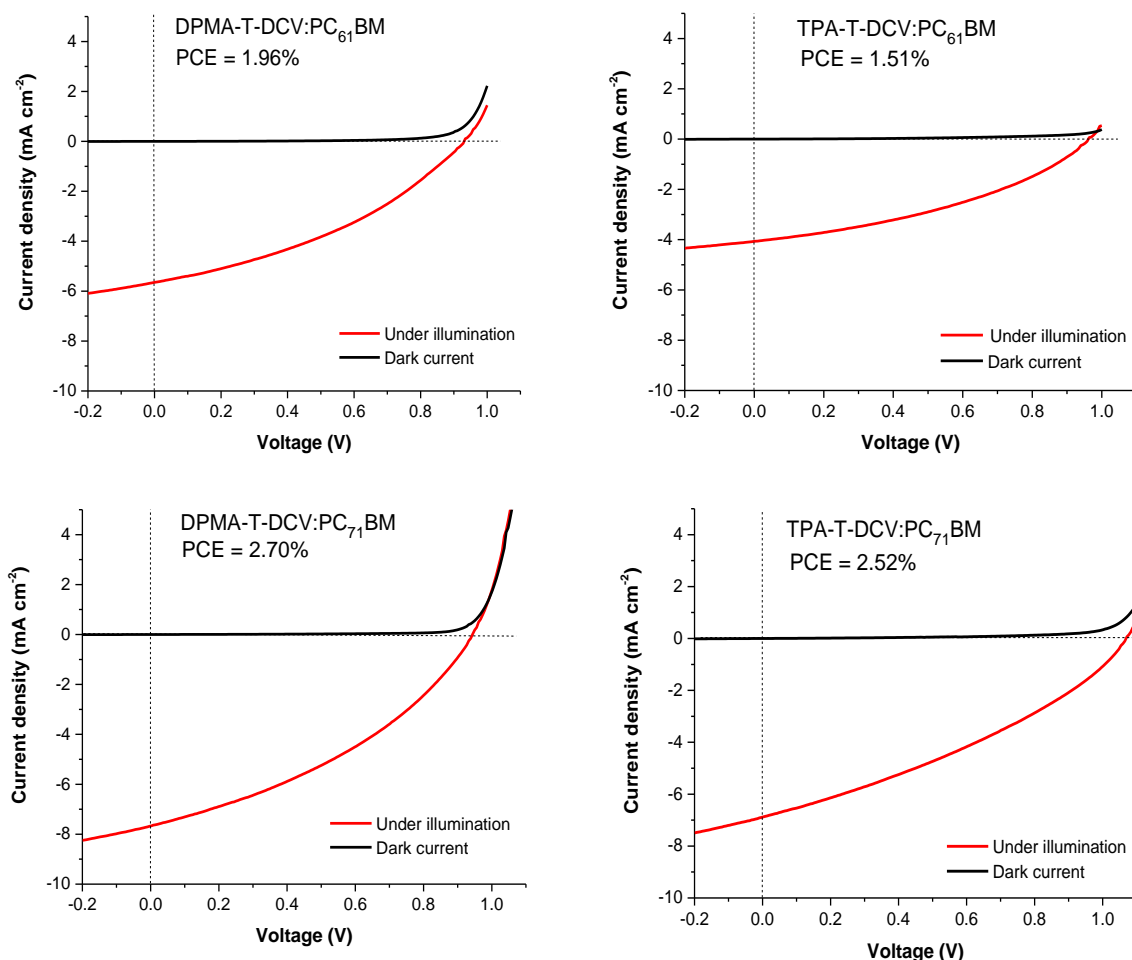 DPMA-T-DCV:PC61BM
PCE = 1.96%
Current density (mA cm-2)
4
2
0
-2
-4
-6
-8
-10
Under illumination
Dark current
-0.2 0.0 0.2 0.4 0.6 0.8 1.0
Voltage (V)
TPA-T-DCV:PC61BM
PCE = 1.51%
Current density (mA cm-2)
4
2
0
-2
-4
-6
-8
-10
Under illumination
Dark current
-0.2 0.0 0.2 0.4 0.6 0.8 1.0
Voltage (V)
DPMA-T-DCV:PC71BM
PCE = 2.70%
Current density (mA cm-2)
4
2
0
-2
-4
-6
-8
-10
Under illumination
Dark current
-0.2 0.0 0.2 0.4 0.6 0.8 1.0
Voltage (V)
TPA-T-DCV:PC71BM
PCE = 2.52%
Current density (mA cm-2)
4
2
0
-2
-4
-6
-8
-10
Under illumination
Dark current
-0.2 0.0 0.2 0.4 0.6 0.8 1.0
Voltage (V)